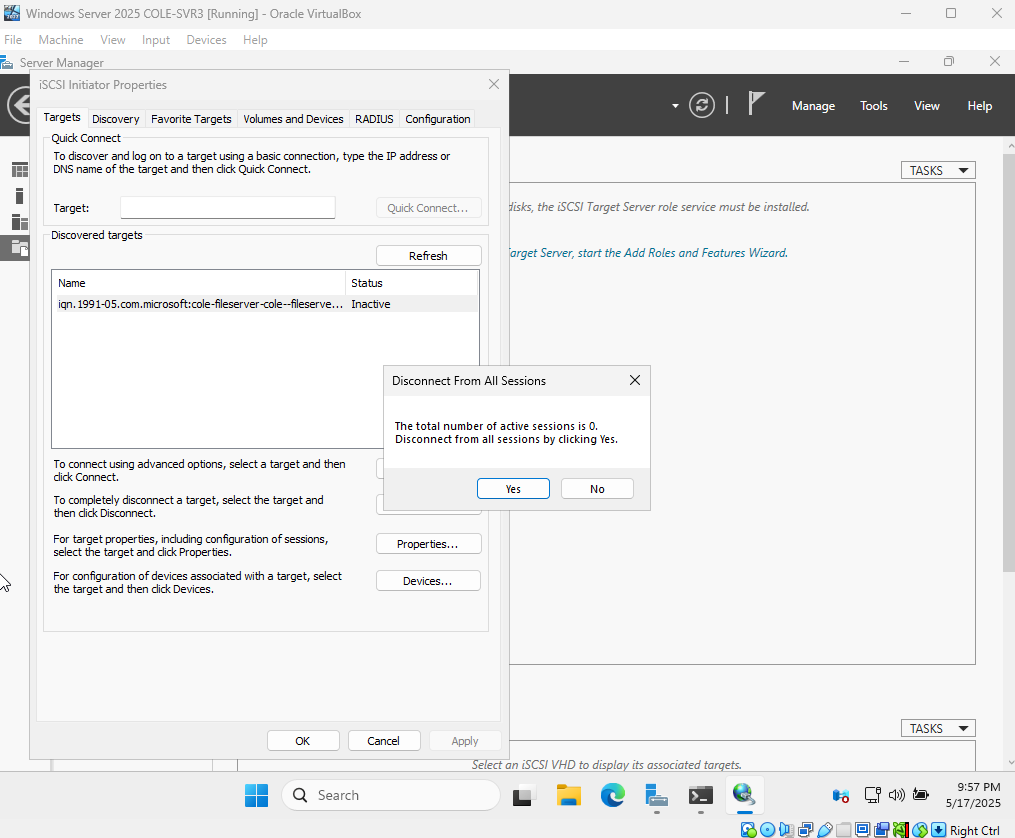 Windows Server 2025 COLE-SVR3 [Running] - Oracle VirtualBox
File Machine View Input Devices Help
Server Manager
iSCSI Initiator Properties
Manage Tools View Help
Targets Discovery Favorite Targets Volumes and Devices RADIUS Configuration
Quick Connect
To discover and log on to a target using a basic connection, type the IP address or
DNS name of the target and then click Quick Connect.
TASKS
Target: Quick Connect...
disks, the iSCSI Target Server role service must be installed.
Discovered targets
Refresh
Target Server, start the Add Roles and Features Wizard.
Name Status
iqn.1991-05.com.microsoft:cole-fileserver-cole--fileserve... Inactive
Disconnect From All Sessions
The total number of active sessions is 0.
Disconnect from all sessions by clicking Yes.
Yes No
To connect using advanced options, select a target and then
click Connect.
To completely disconnect a target, select the target and
then click Disconnect.
For target properties, including configuration of sessions,
select the target and click Properties.
Properties...
For configuration of devices associated with a target, select
the target and then click Devices.
Devices...
TASKS
OK Cancel Apply
Select an iSCSI VHD to display its associated targets.
Search
9:57 PM
5/17/2025
Right Ctrl